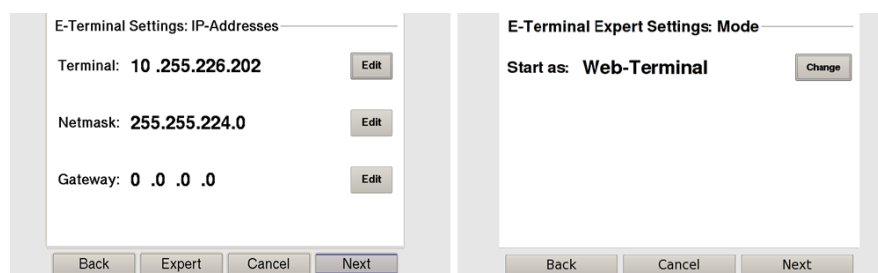 E-Terminal Settings: IP-Addresses
Terminal: 10 .255.226.202 Edit
Netmask: 255.255.224.0 Edit
Gateway: 0 .0 .0 .0 Edit
Back Expert Cancel Next
E-Terminal Expert Settings: Mode
Start as: Web-Terminal Change
Back Cancel Next